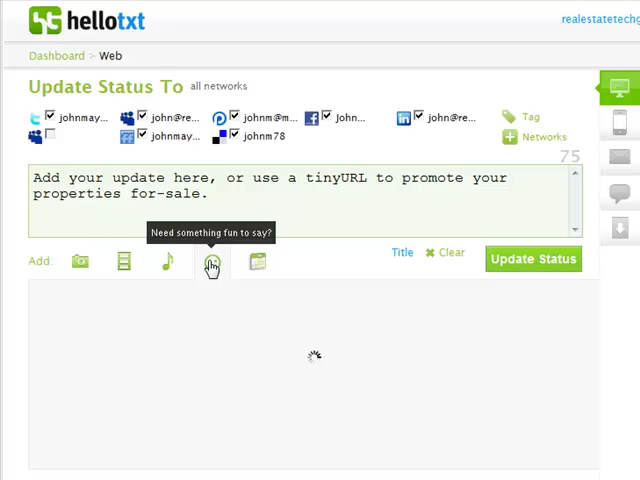 hellotxt
realestatetechg
Dashboard > Web
Update Status To all networks
johnmay... john@re... jmm@m... John... john@re... Tag
johnmay... johnm78 Networks
75
Add your update here, or use a tinyURL to promote your
properties for-sale.
Need something fun to say?
Add: Title Clear Update Status